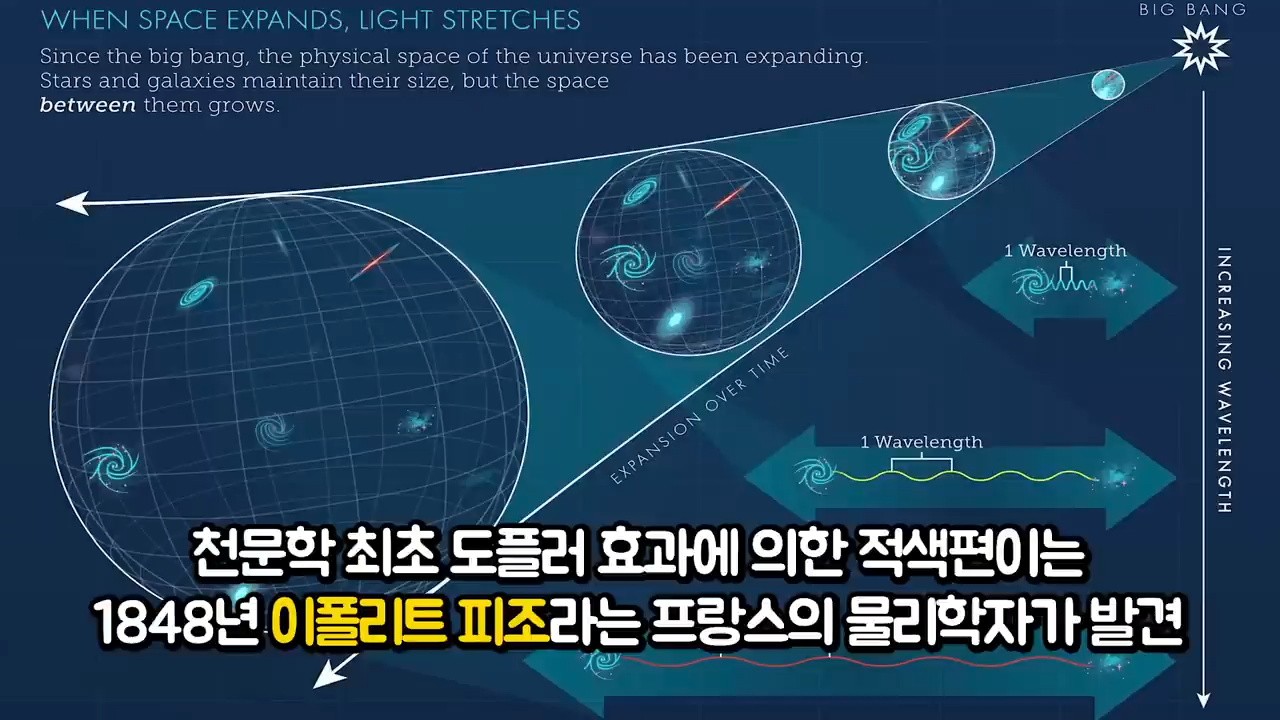 WHEN SPACE EXPANDS, LIGHT STRETCHES
Since the big bang, the physical space of the universe has been expanding.
Stars and galaxies maintain their size, but the space
between them grows.
BIG BANG
1 Wavelength
INCREASING WAVELENGTH
EXPANSION OVER TIME
1 Wavelength
천문학 최초 도플러 효과에 의한 적색편이는
1848년 이폴리트 피조라는 프랑스의 물리학자가 발견